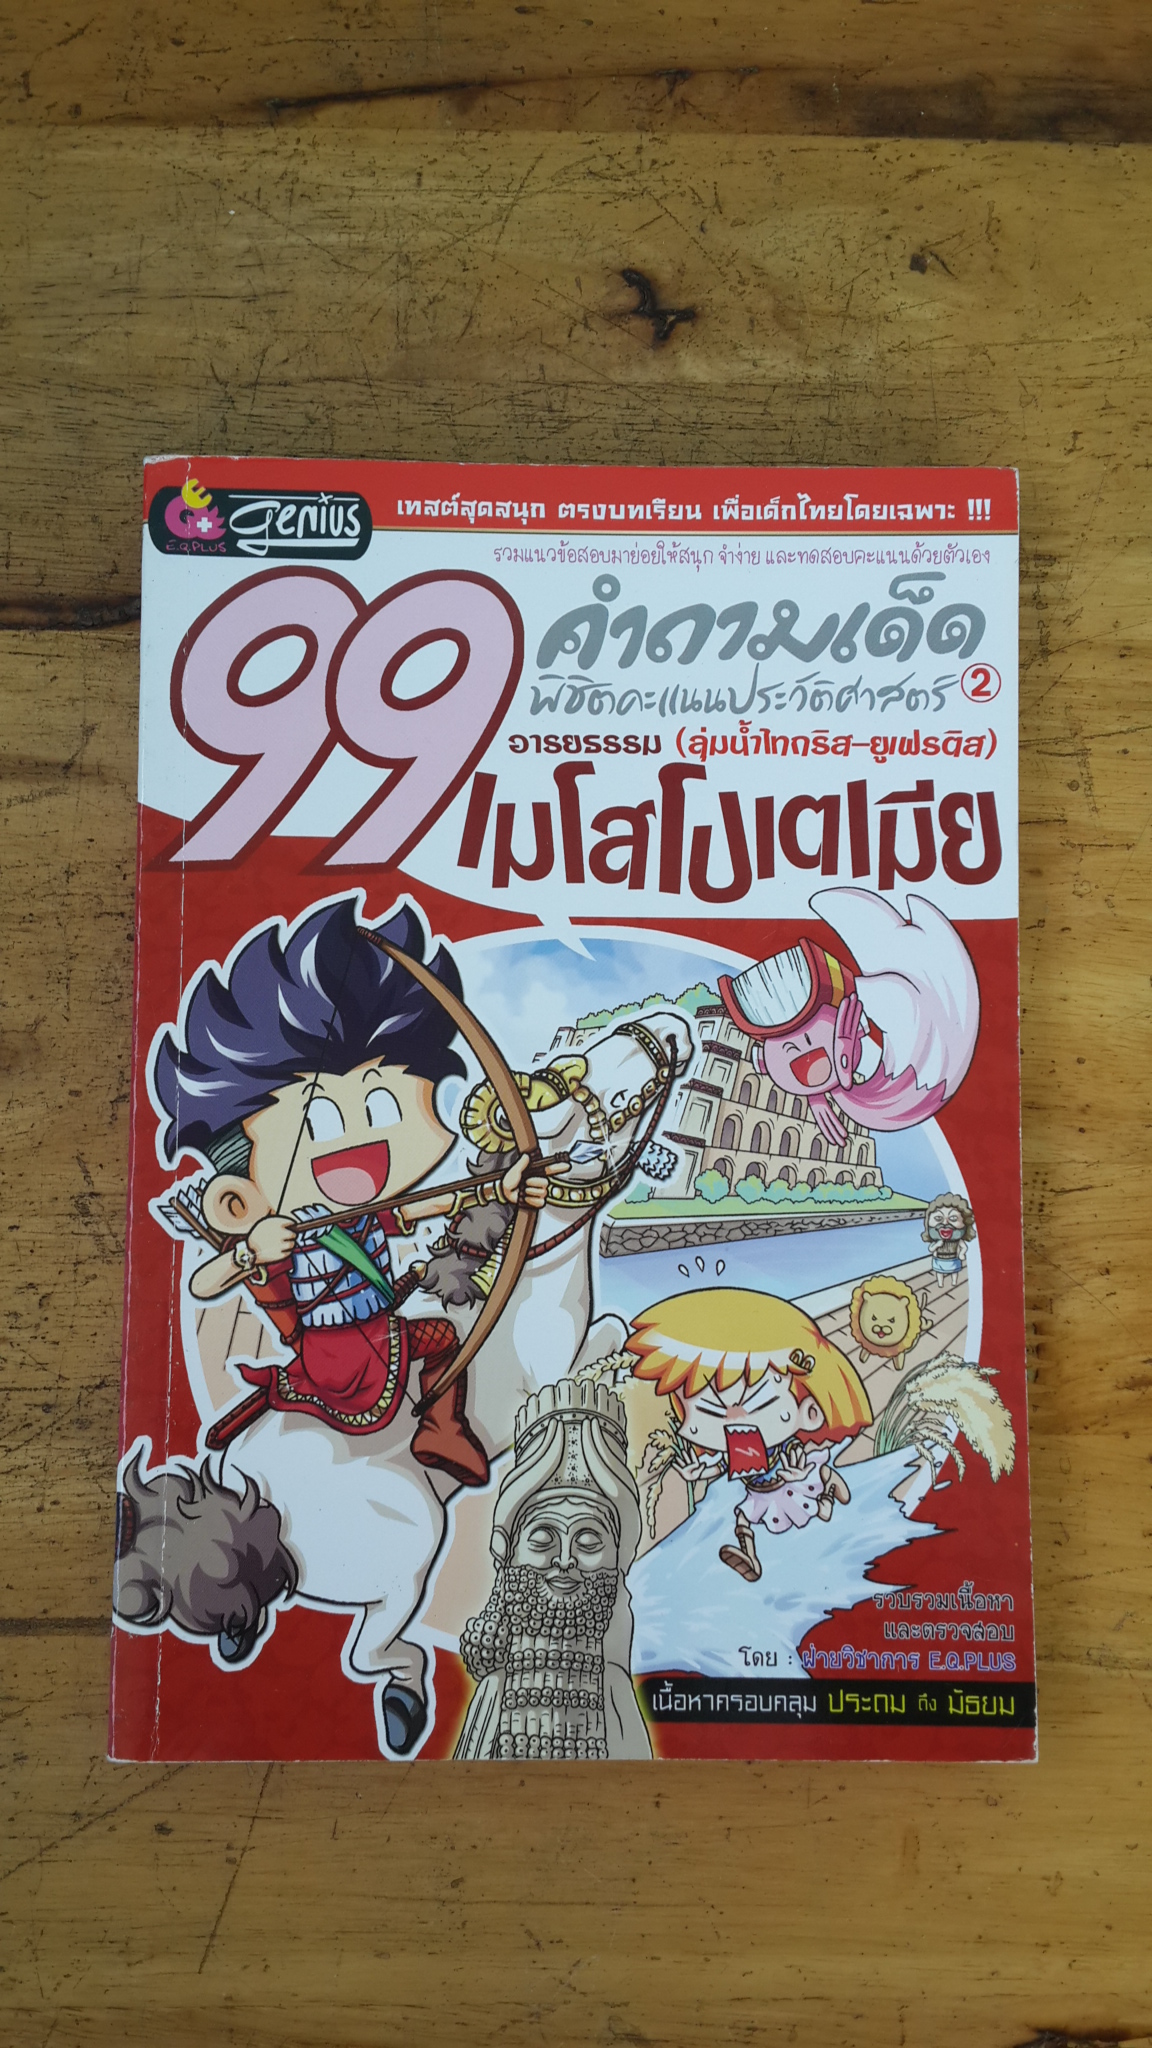 genius
E.Q.PLUS
เทสต์สุดสนุก ตรงบทเรียน เพื่อเด็กไทยโดยเฉพาะ !!!
รวมแนวข้อสอบมาย่อยให้สนุก จำง่าย และทดสอบคะแนนด้วยตัวเอง
99 คำถามเด็ด
พิชิตคะแนนประวัติศาสตร์ 2
อารยธรรม (ลุ่มน้ำไทกริส-ยูเฟรติส)
เมโสโปเตเมีย
รวบรวมเนื้อหา
และตรวจสอบ
โดย : ฝ่ายวิชาการ E.Q.PLUS
เนื้อหาครอบคลุม ประถม ถึง มัธยม